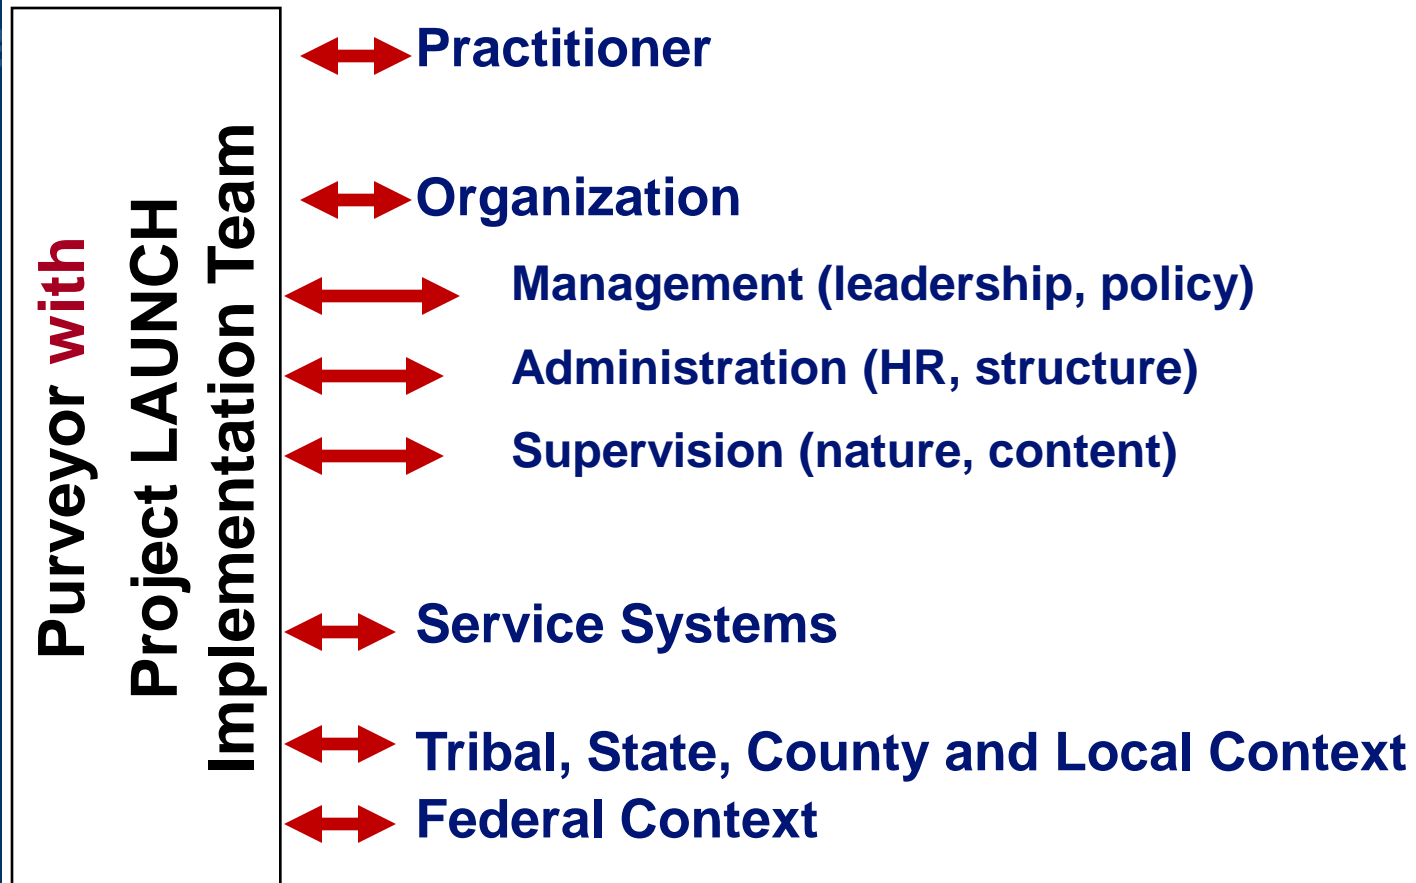 Purveyor with
Project LAUNCH
Implementation Team
Practitioner
Organization
Management (leadership, policy)
Administration (HR, structure)
Supervision (nature, content)
Service Systems
Tribal, State, County and Local Context
Federal Context